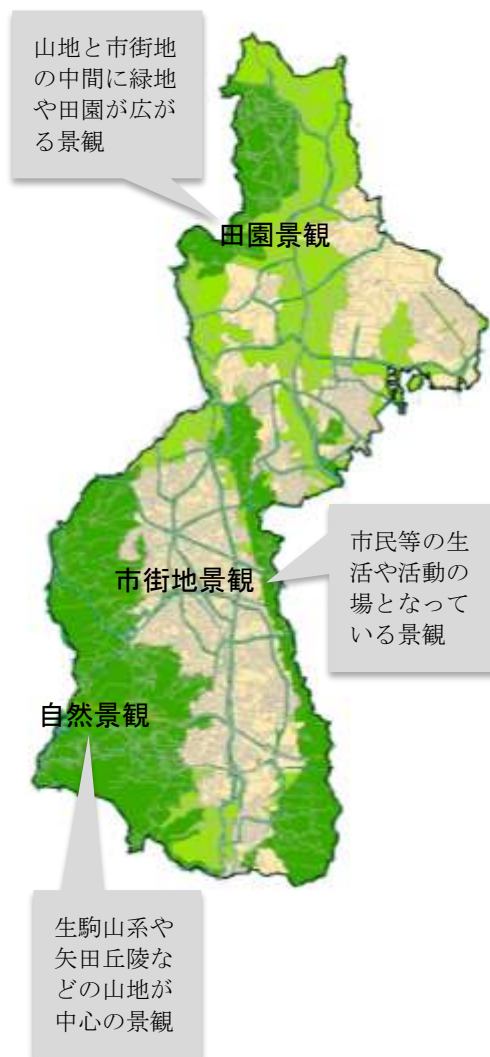 山地と市街地
の中間に緑地
や田園が広が
る景観
田園景観
市民等の生
活や活動の
場となって
いる景観
市街地景観
自然景観
生駒山系や
矢田丘陵な
どの山地が
中心の景観